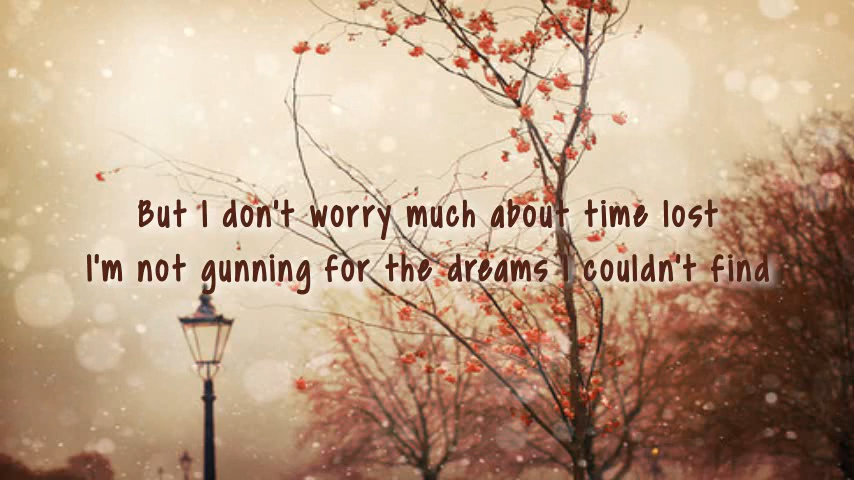 But I don't worry much about time lost
I'm not gunning for the dreams I couldn't find